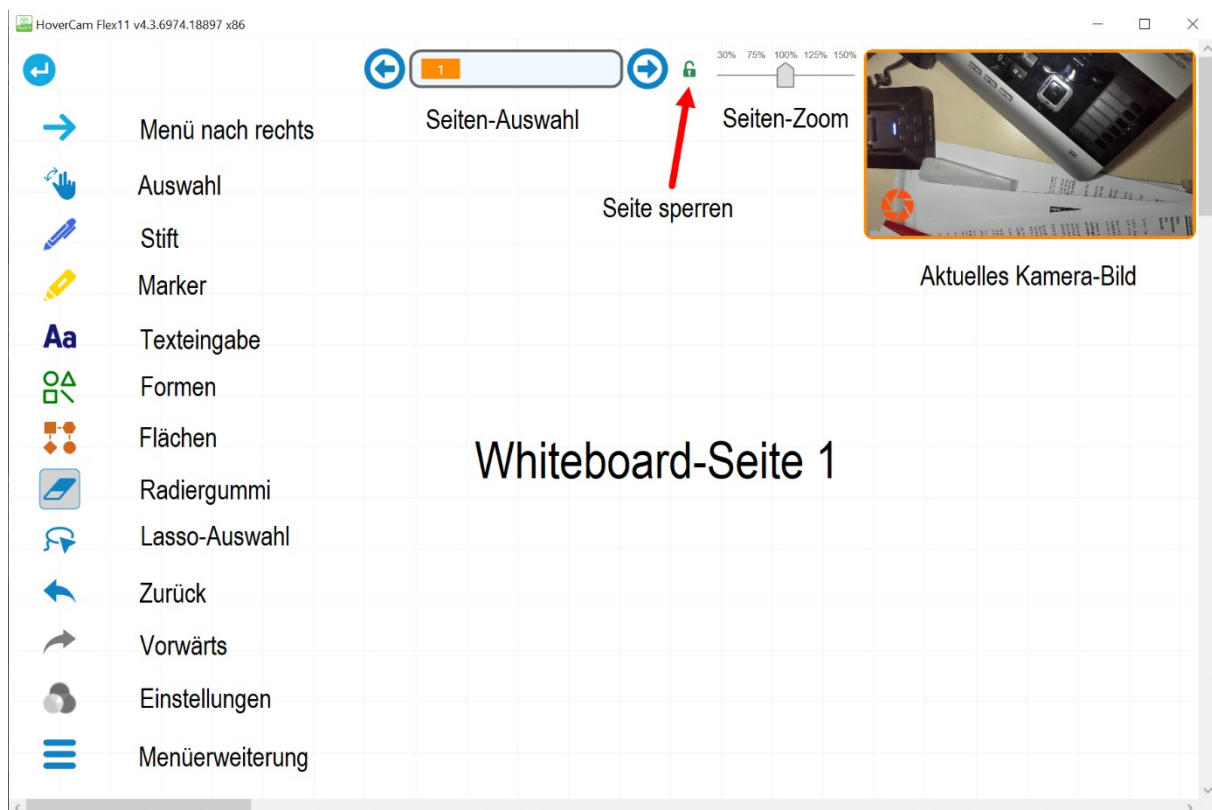 HoverCam Flex11 v4.3.6974.18897 x86
30% 75% 100% 125% 150%
1
Seiten-Auswahl
Seiten-Zoom
Menü nach rechts
Auswahl
Seite sperren
Stift
Aktuelles Kamera-Bild
Marker
Aa
Texteingabe
Formen
Flächen
Whiteboard-Seite 1
Radiergummi
Lasso-Auswahl
Zurück
Vorwärts
Einstellungen
Menüerweiterung